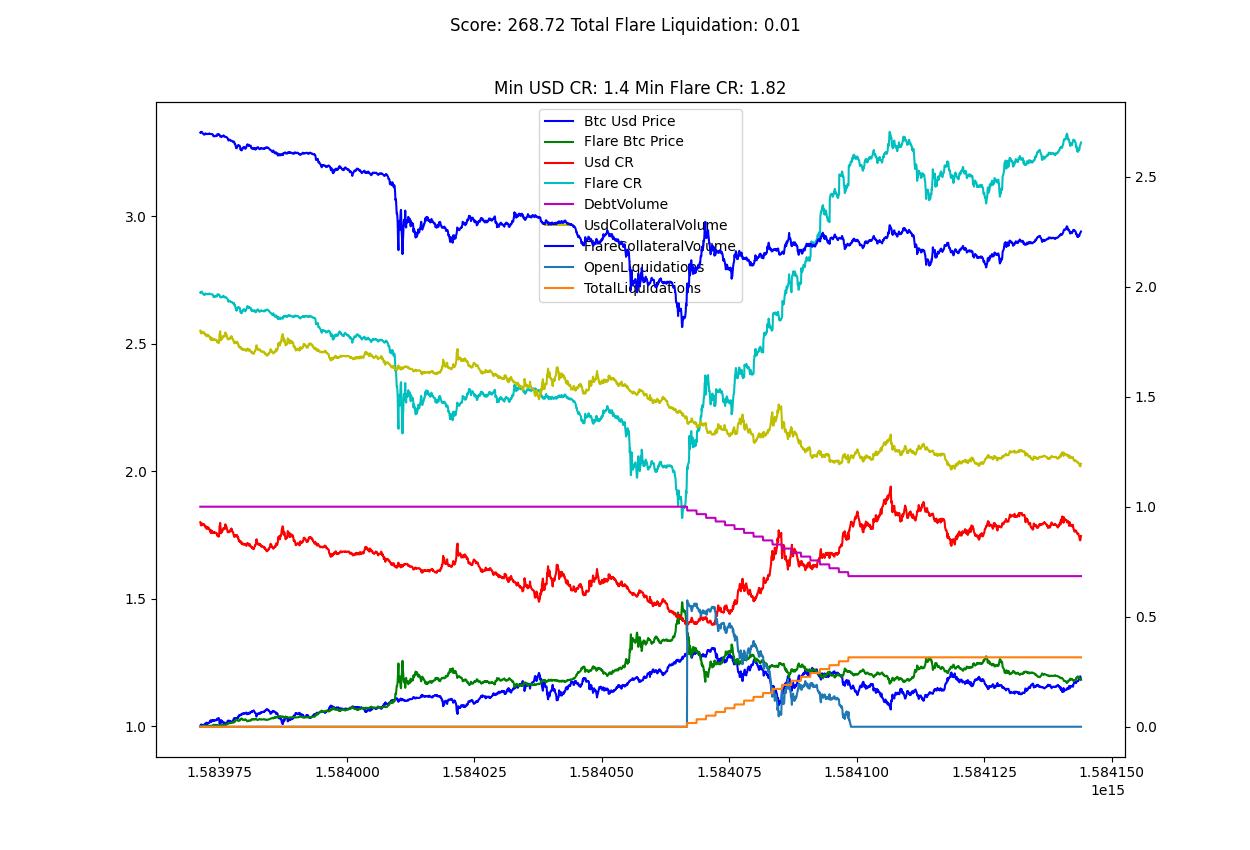 Score: 268.72 Total Flare Liquidation: 0.01
Min USD CR: 1.4 Min Flare CR: 1.82
Btc Usd Price
Flare Btc Price
Usd CR
Flare CR
DebtVolume
UsdCollateralVolume
FlareCollateralVolume
OpenLiquidations
TotalLiquidations
3.0
2.5
2.0
1.5
1.0
2.5
2.0
1.5
1.0
0.5
0.0
1.583975 1.584000 1.584025 1.584050 1.584075 1.584100 1.584125 1.584150
1e15